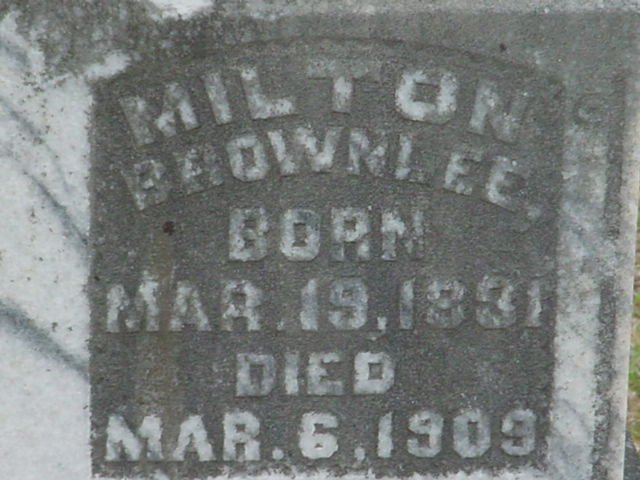 MILTON
BROWNLEE,
BORN
MAR. 19, 1831
DIED
MAR. 6, 1909